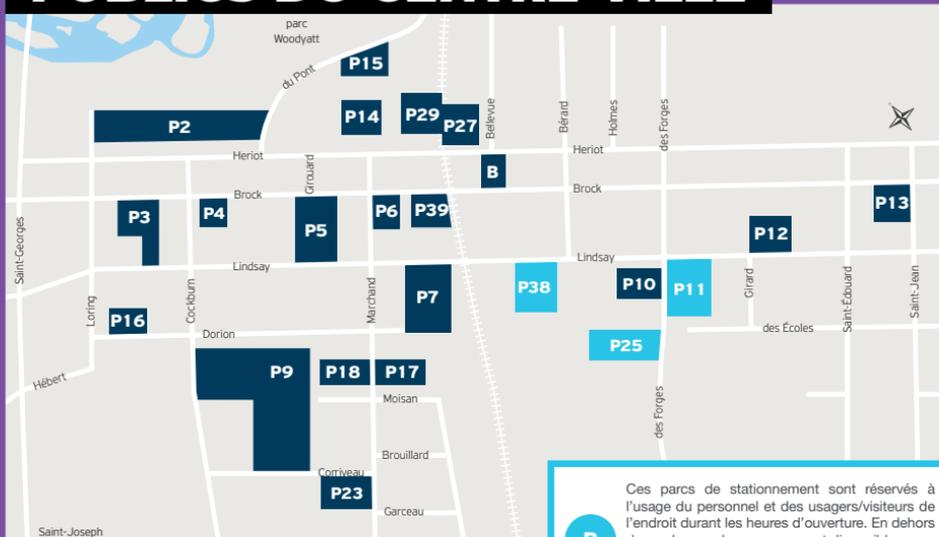 PUBLICS DU CENTRE-VILLE
parc
Woodyatt
du Pont
P15
P14
P29
P27
Bellevue
Bérard
Holmes
des Forges
P2
Heriot
Heriot
Girouard
B
Brock
Brock
Saint-Georges
P3
P4
P5
P6
P39
P13
P12
Lindsay
Lindsay
Loring
Cockburn
Marchand
P7
P38
P10
P11
Girard
Saint-Édouard
Saint-Jean
P16
Dorion
des Écoles
P25
Hébert
P9
P18
P17
Moisan
des Forges
Brouillard
Corriveau
P23
Garceau
Saint-Joseph
Ces parcs de stationnement sont réservés à
l'usage du personnel et des usagers/visiteurs de
l'endroit durant les heures d'ouverture. En dehors